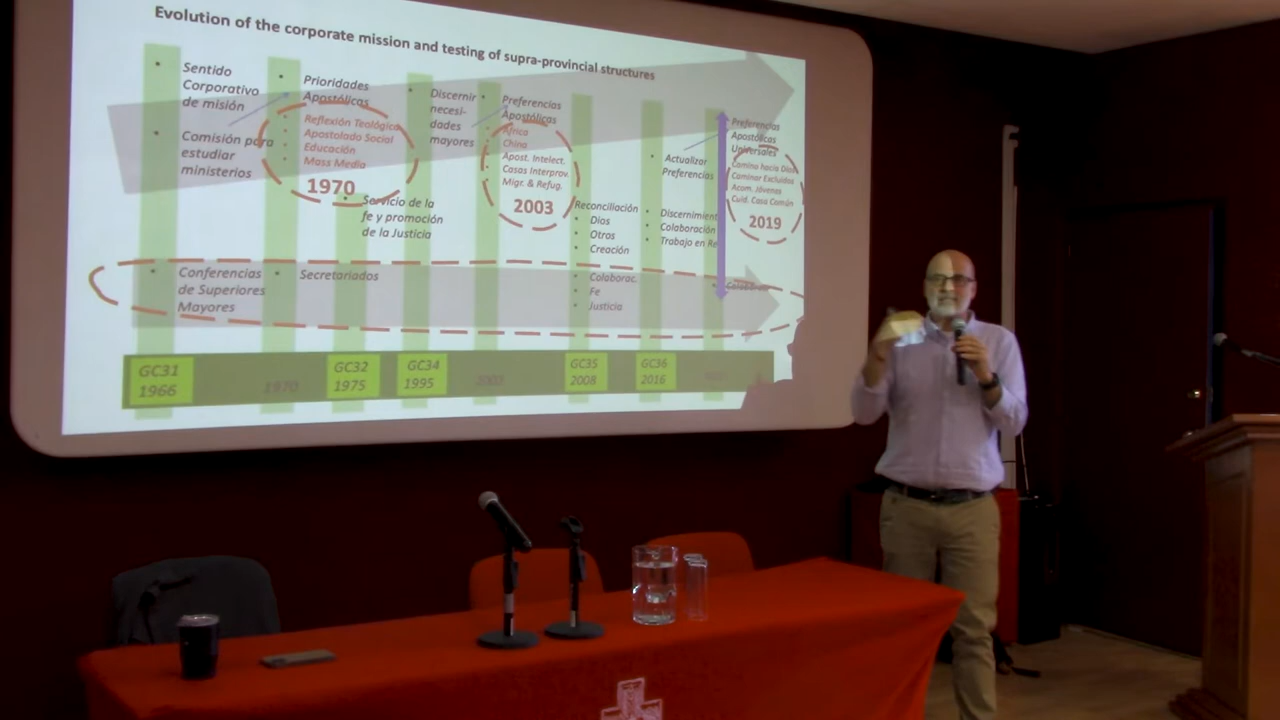 Evolution of the corporate mission and testing of supra-provincial structures
• Sentido
Corporativo
de misión
• Comisión para
estudiar
ministerios
• Prioridades
Apostólicas
• Reflexión Teológica
• Apostolado Social
• Educación
• Mass Media
1970
• Servicio de la
fe y promoción
de la Justicia
• Discernir
necesi-
dades
mayores
• Preferencias
Apostólicas
• África
• China
Apost. Intelect.
Casas Interprov.
Migr. & Refug.
2003
Reconciliación
• Dios
• Otros
• Creación
• Actualizar
Preferencias
• Discernimient
• Colaboración
• Trabajo en Re
Preferencias
Apostólicas
Universales
Camino hacia Dios
Caminar Excluidos
Acom. Jóvenes
Cuid. Casa Común
2019
• Conferencias
de Superiores
Mayores
• Secretariados
• Colaborac.
• Fe
• Justicia
GC31
1966
1970
GC32
1975
GC34
1995
2003
GC35
2008
GC36
2016